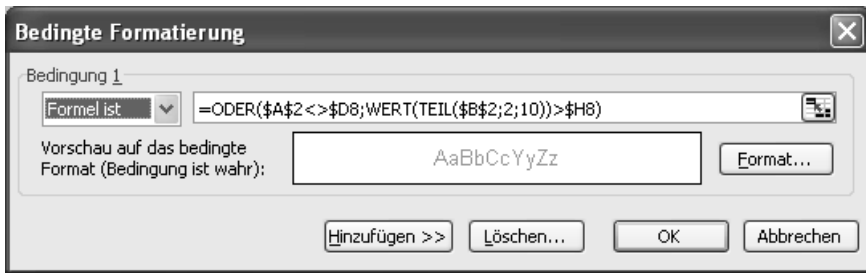 Bedingte Formatierung
Bedingung 1
Formel ist
=ODER($A$2<>$D8;WERT(TEIL($B$2;2;10))>$H8)
Vorschau auf das bedingte
Format (Bedingung ist wahr):
AaBbCcYyZz
Format...
Hinzufügen >> Löschen... OK Abbrechen